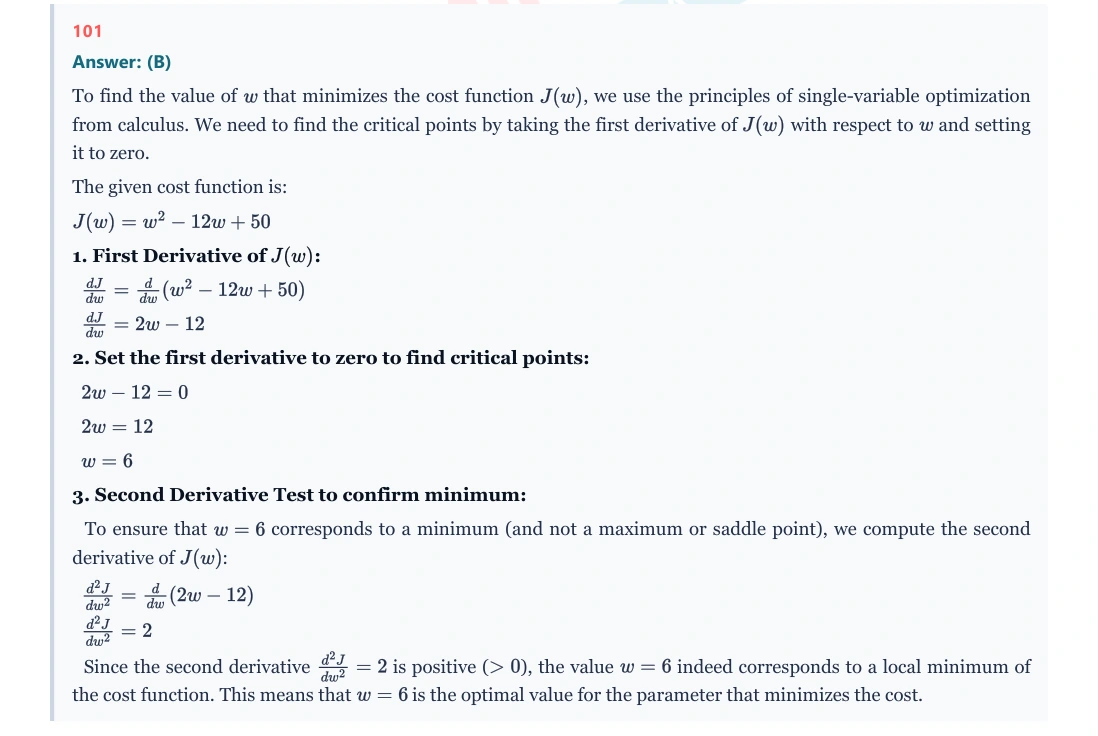 101
Answer: (B)
To find the value of w that minimizes the cost function J(w), we use the principles of single-variable optimization
from calculus. We need to find the critical points by taking the first derivative of J(w) with respect to w and setting
it to zero.
The given cost function is:
J(w) = w² − 12w + 50
1. First Derivative of J(w):
dJ/dw = d/dw (w² − 12w + 50)
dJ/dw = 2w − 12
2. Set the first derivative to zero to find critical points:
2w − 12 = 0
2w = 12
w = 6
3. Second Derivative Test to confirm minimum:
To ensure that w = 6 corresponds to a minimum (and not a maximum or saddle point), we compute the second
derivative of J(w):
d²J/dw² = d/dw (2w − 12)
d²J/dw² = 2
Since the second derivative d²J/dw² = 2 is positive (> 0), the value w = 6 indeed corresponds to a local minimum of
the cost function. This means that w = 6 is the optimal value for the parameter that minimizes the cost.